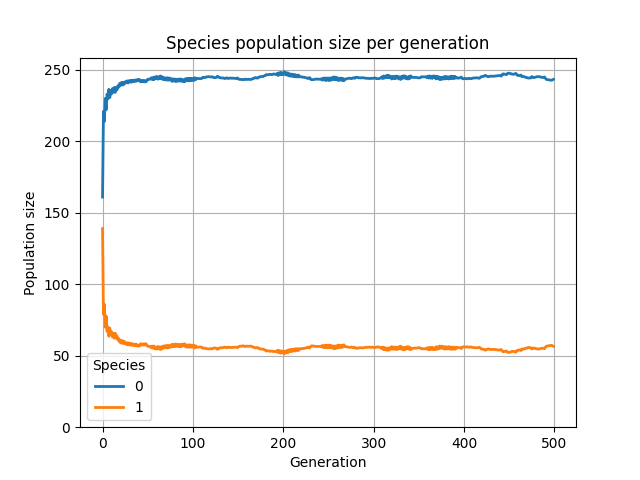 Species population size per generation
Population size
250
200
150
100
50
0
Species
0
1
0 100 200 300 400 500
Generation